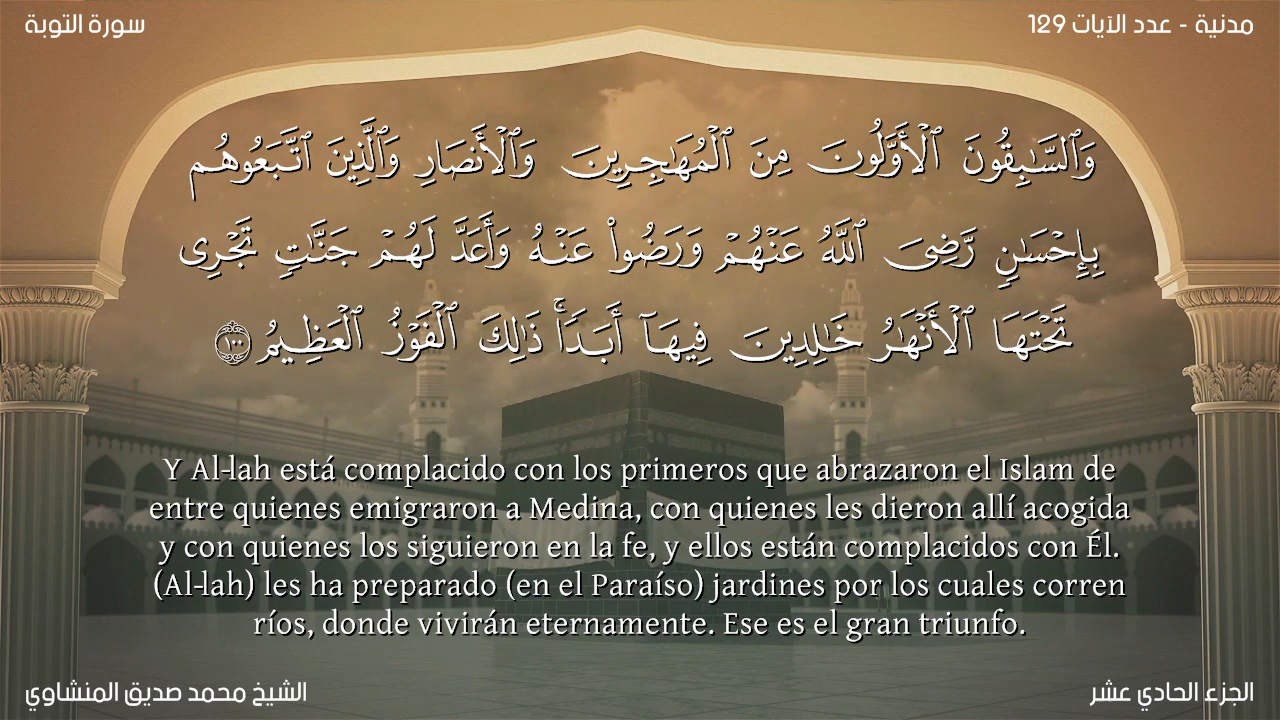 سورة التوبة
مدنية - عدد الآيات 129
وَٱلسَّٰبِقُونَ ٱلْأَوَّلُونَ مِنَ ٱلْمُهَٰجِرِينَ وَٱلْأَنصَارِ وَٱلَّذِينَ ٱتَّبَعُوهُم
بِإِحْسَٰنٍ رَّضِىَ ٱللَّهُ عَنْهُمْ وَرَضُوا۟ عَنْهُ وَأَعَدَّ لَهُمْ جَنَّٰتٍ تَجْرِى
تَحْتَهَا ٱلْأَنْهَٰرُ خَٰلِدِينَ فِيهَآ أَبَدًا ذَٰلِكَ ٱلْفَوْزُ ٱلْعَظِيمُ ١٠٠
Y Al-lah está complacido con los primeros que abrazaron el Islam de
entre quienes emigraron a Medina, con quienes les dieron allí acogida
y con quienes los siguieron en la fe, y ellos están complacidos con Él.
(Al-lah) les ha preparado (en el Paraíso) jardines por los cuales corren
ríos, donde vivirán eternamente. Ese es el gran triunfo.
الشيخ محمد صديق المنشاوي
الجزء الحادي عشر